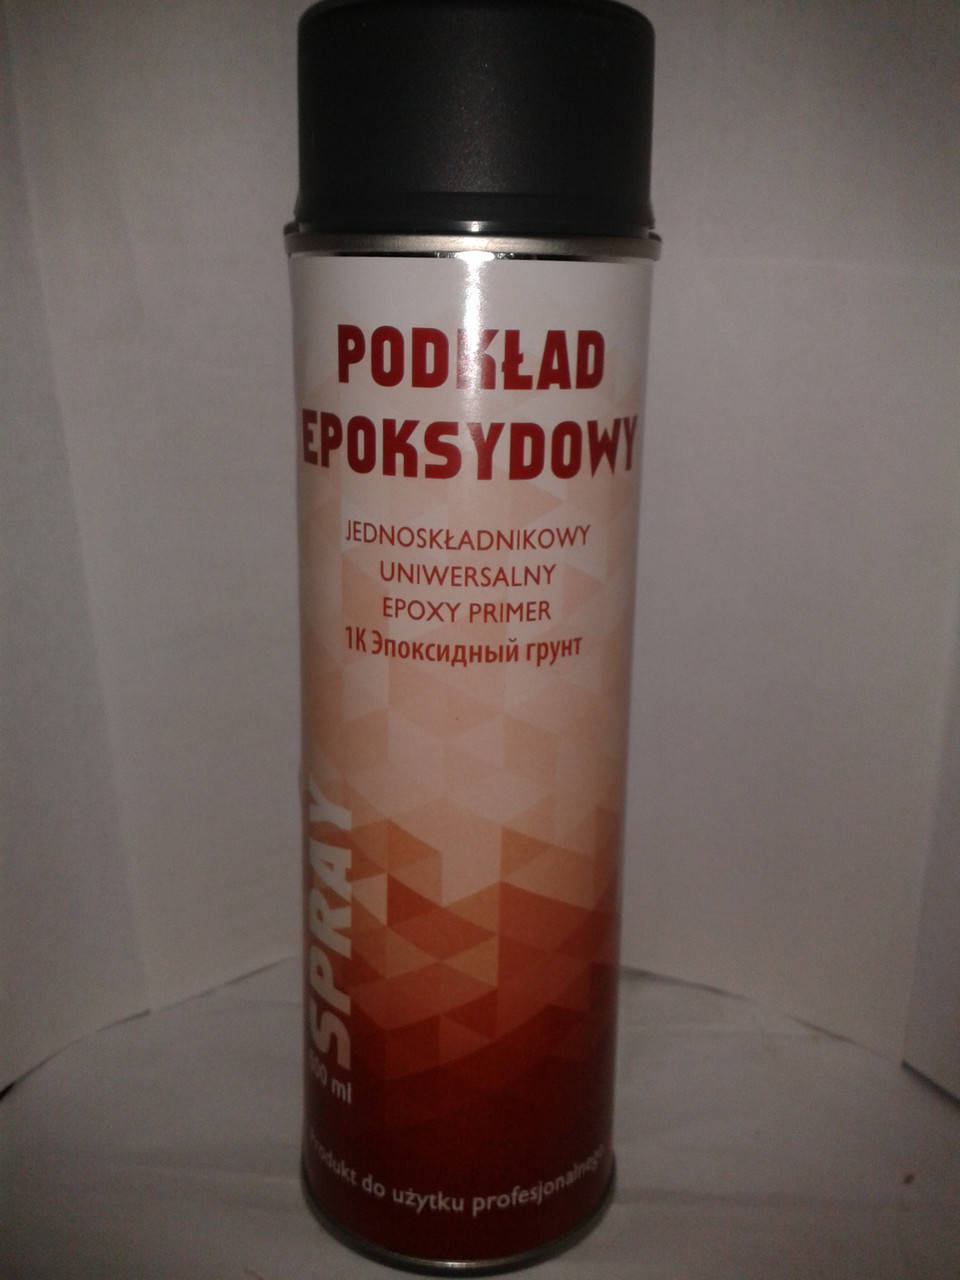 PODKŁAD
EPOKSYDOWY
JEDNOSKŁADNIKOWY
UNIWERSALNY
EPOXY PRIMER
1K Эпоксидный грунт
SPRAY
ml
Produkt do użytku profesjonalnego